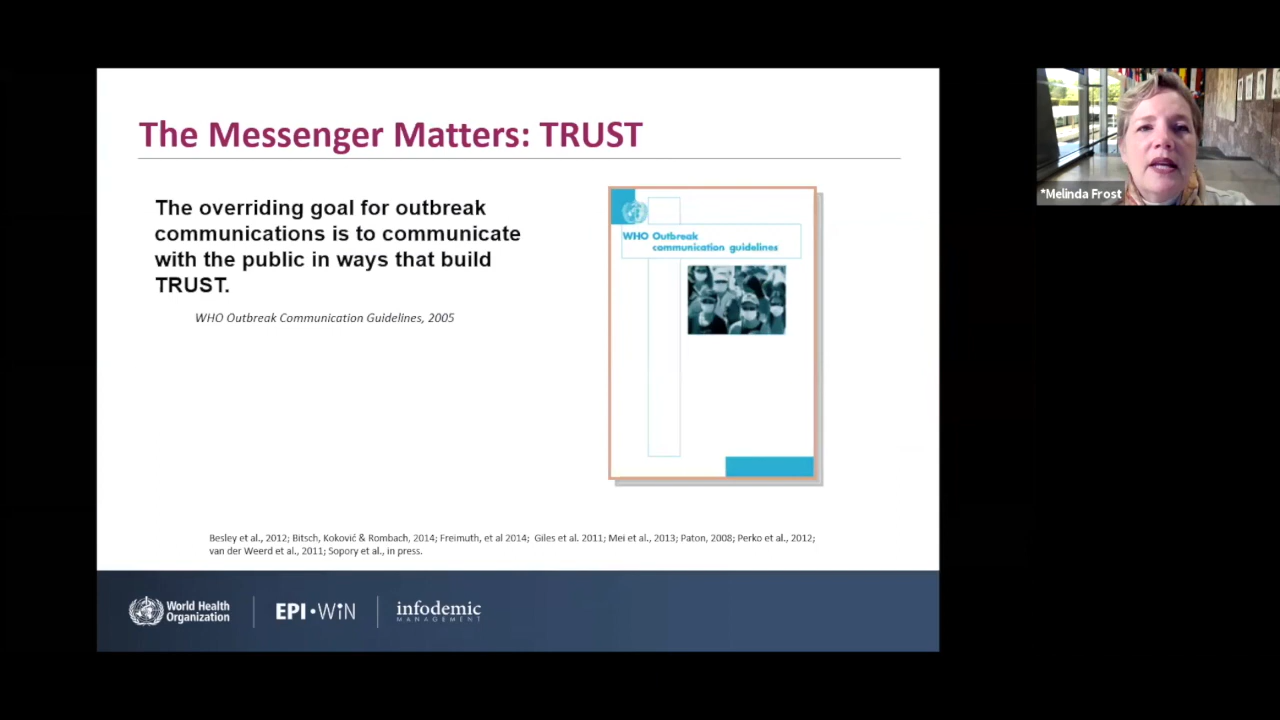 The Messenger Matters: TRUST
The overriding goal for outbreak
communications is to communicate
with the public in ways that build
TRUST.
WHO Outbreak Communication Guidelines, 2005
WHO Outbreak
communication guidelines
Besley et al., 2012; Bitsch, Koković & Rombach, 2014; Freimuth, et al 2014; Giles et al. 2011; Mei et al., 2013; Paton, 2008; Perko et al., 2012;
van der Weerd et al., 2011; Sopory et al., in press.
World Health
Organization
EPI•WiN
infodemic
MANAGEMENT
*Melinda Frost